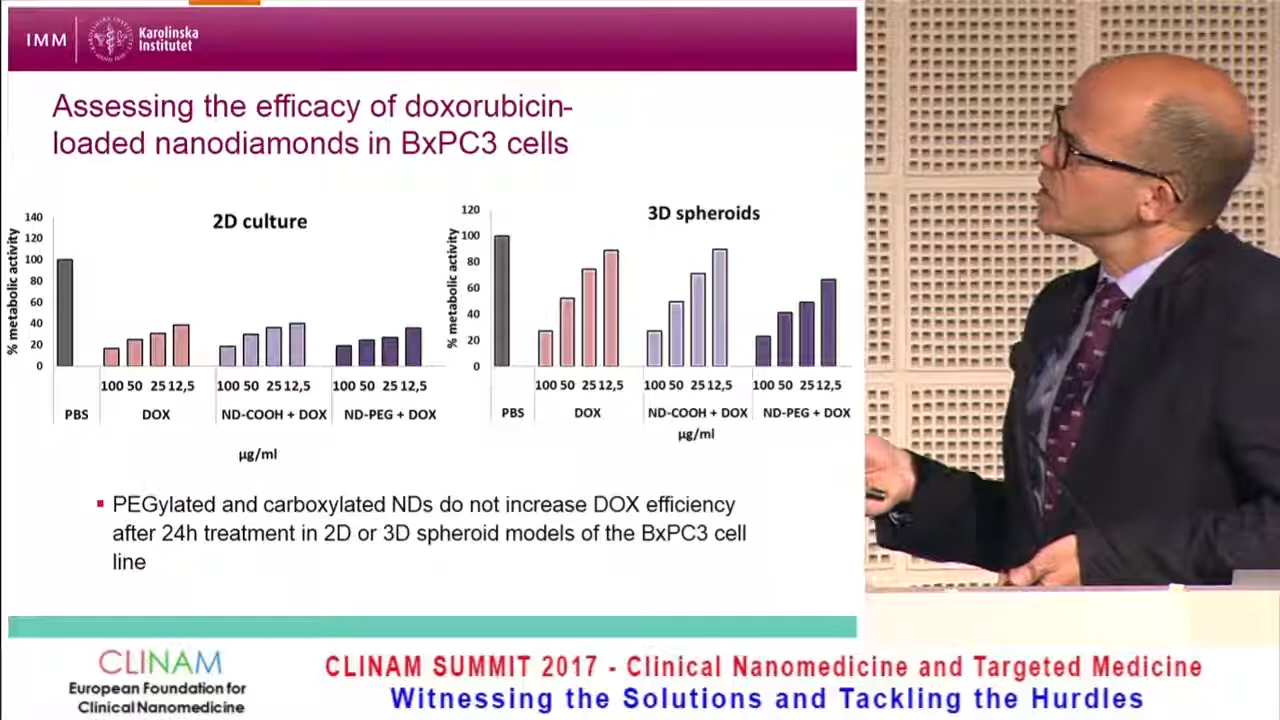 IMM
Karolinska
Institutet
Assessing the efficacy of doxorubicin-
loaded nanodiamonds in BxPC3 cells
2D culture
% metabolic activity
140
120
100
80
60
40
20
0
100 50 25 12,5
100 50 25 12,5
100 50 25 12,5
PBS DOX ND-COOH + DOX ND-PEG + DOX
µg/ml
3D spheroids
% metabolic activity
120
100
80
60
40
20
0
100 50 25 12,5
100 50 25 12,5
100 50 25 12,5
PBS DOX ND-COOH + DOX ND-PEG + DOX
µg/ml
▪ PEGylated and carboxylated NDs do not increase DOX efficiency
after 24h treatment in 2D or 3D spheroid models of the BxPC3 cell
line
CLINAM
European Foundation for
Clinical Nanomedicine
CLINAM SUMMIT 2017 - Clinical Nanomedicine and Targeted Medicine
Witnessing the Solutions and Tackling the Hurdles